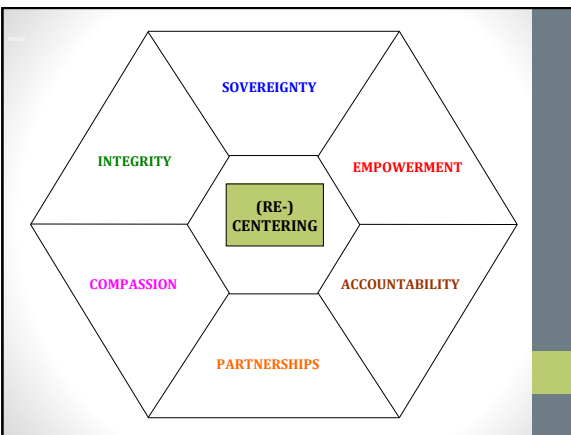 SOVEREIGNTY
INTEGRITY
EMPOWERMENT
(RE-)
CENTERING
COMPASSION
ACCOUNTABILITY
PARTNERSHIPS